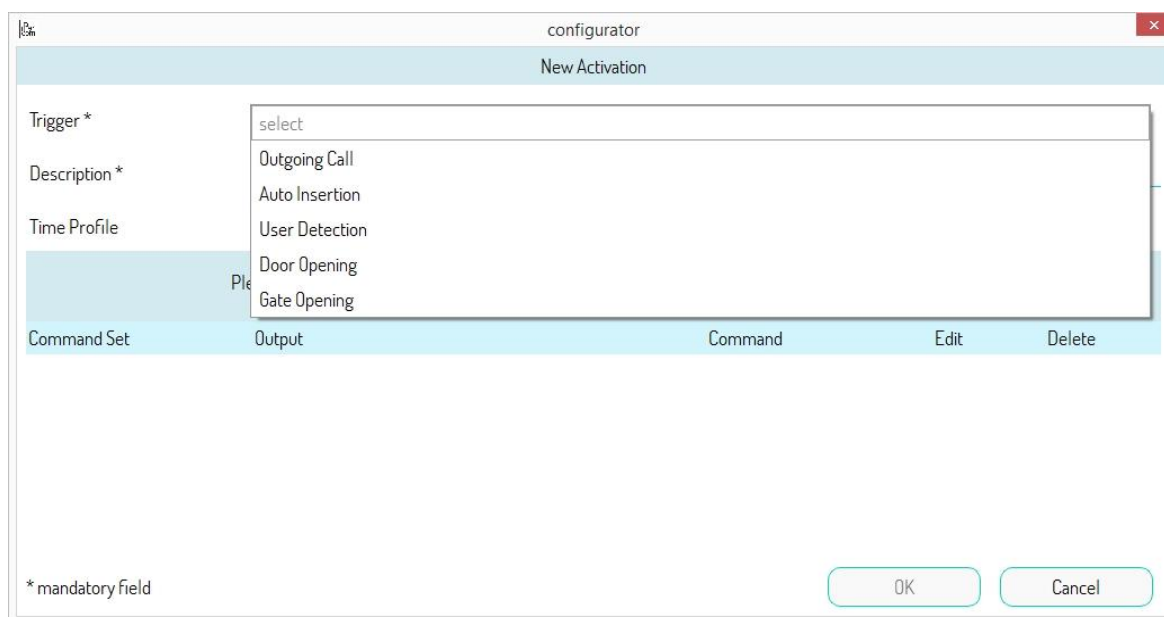 configurator
New Activation
Trigger *
select
Outgoing Call
Description *
Auto Insertion
Time Profile
User Detection
Door Opening
Ple
Gate Opening
Command Set Output Command Edit Delete
* mandatory field OK Cancel